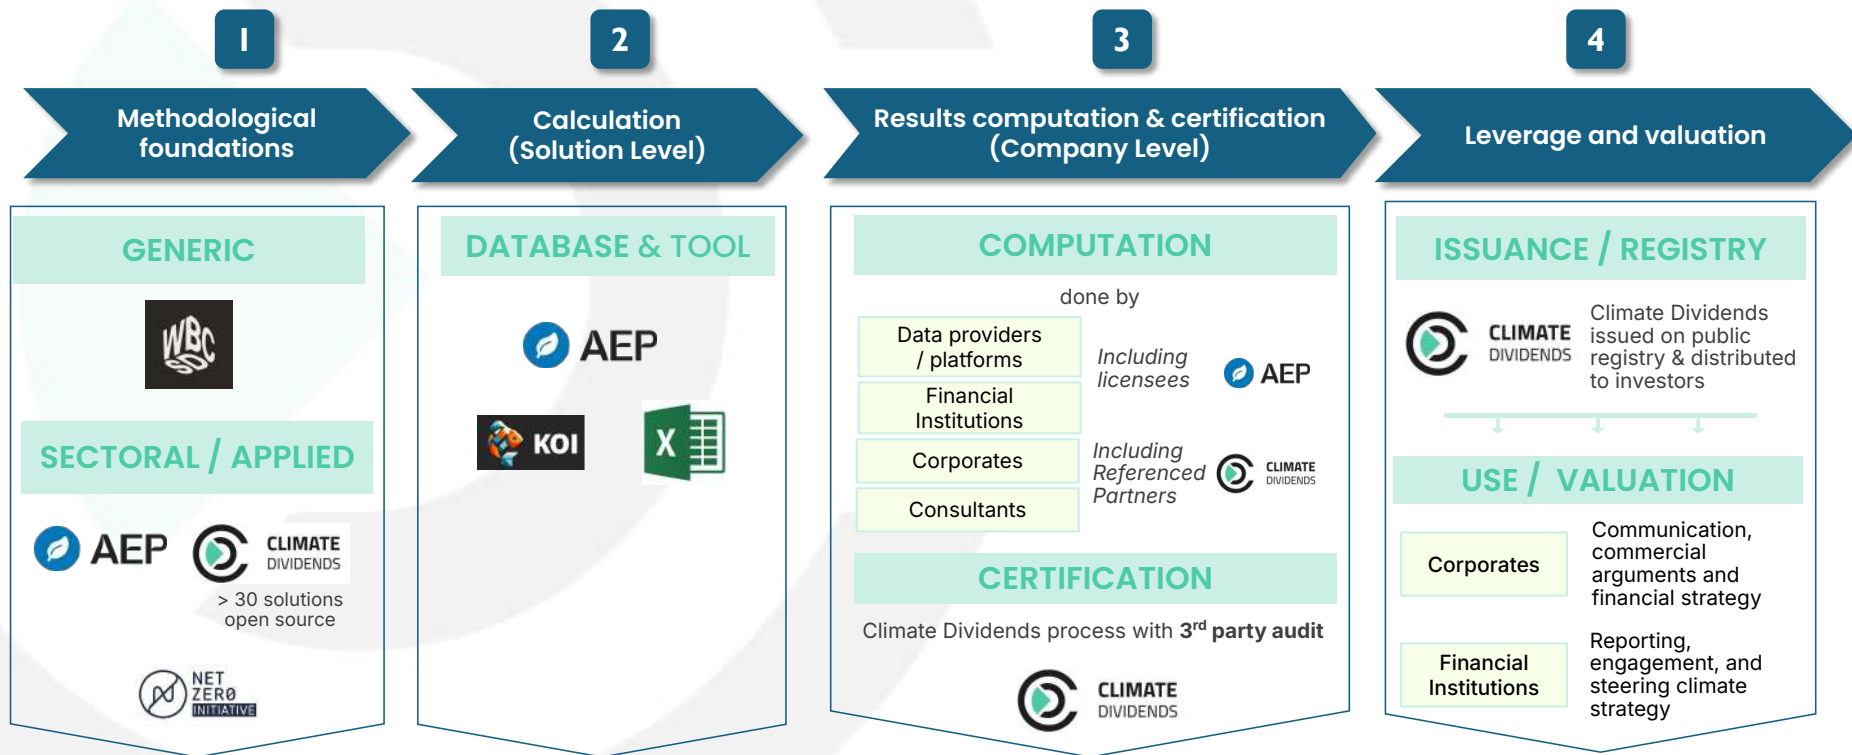 1
2
3
4
Methodological
foundations
Calculation
(Solution Level)
Results computation & certification
(Company Level)
Leverage and valuation
GENERIC
WBC
SD
SECTORAL / APPLIED
AEP
CLIMATE
DIVIDENDS
> 30 solutions
open source
NET
ZERO
INITIATIVE
DATABASE & TOOL
AEP
KOI
X
COMPUTATION
done by
Data providers
/ platforms
Financial
Institutions
Corporates
Consultants
Including
licensees
AEP
Including
Referenced
Partners
CLIMATE
DIVIDENDS
CERTIFICATION
Climate Dividends process with 3rd party audit
CLIMATE
DIVIDENDS
ISSUANCE / REGISTRY
CLIMATE
DIVIDENDS
Climate Dividends
issued on public
registry & distributed
to investors
USE / VALUATION
Corporates
Communication,
commercial
arguments and
financial strategy
Financial
Institutions
Reporting,
engagement, and
steering climate
strategy